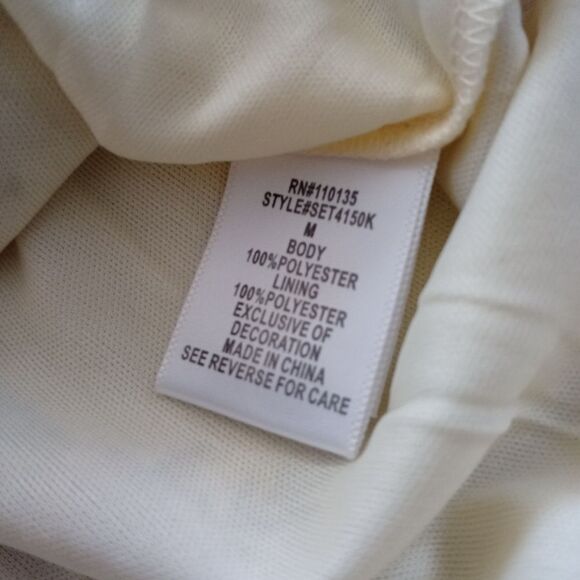 RN#110135
STYLE#SET4150K
M
BODY
100%POLYESTER
LINING
100%POLYESTER
EXCLUSIVE OF
DECORATION
MADE IN CHINA
SEE REVERSE FOR CARE